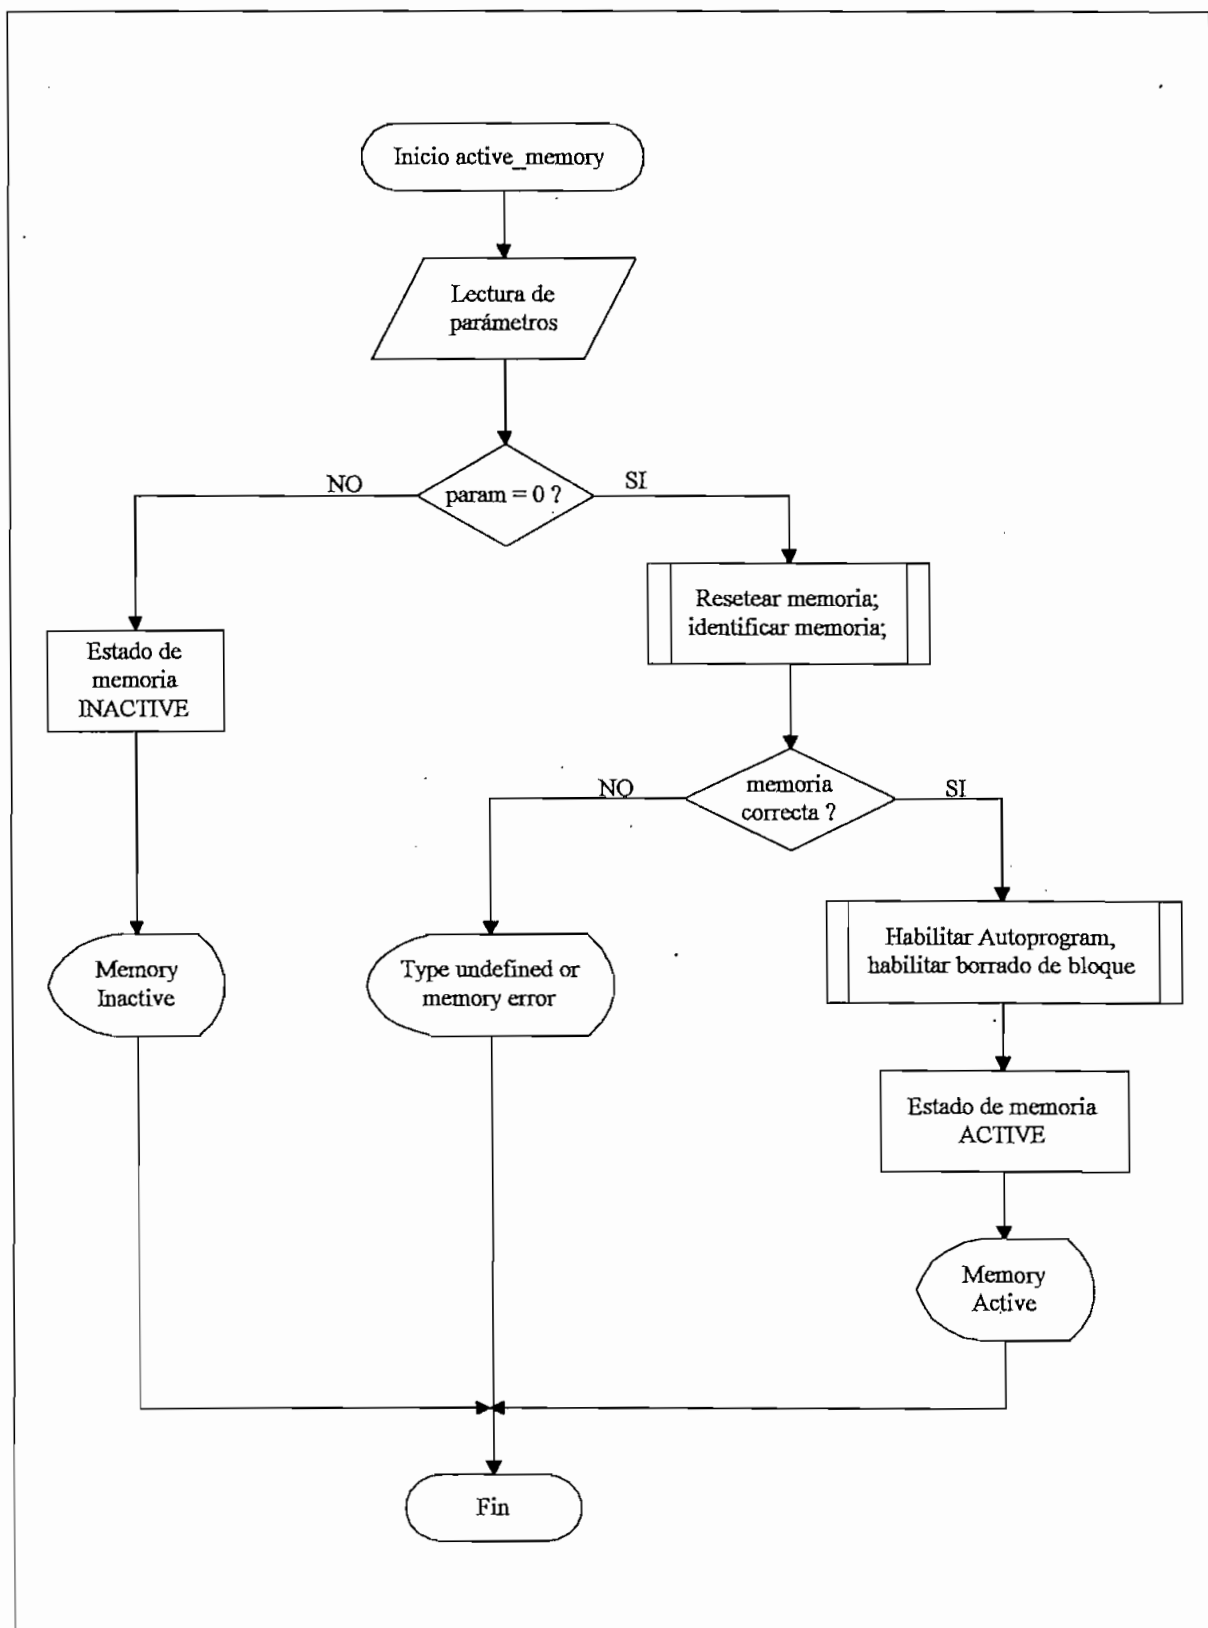 Inicio active_memory
Lectura de
parámetros
NO
param = 0 ?
SI
Resetear memoria;
identificar memoria;
Estado de
memoria
INACTIVE
NO
memoria
correcta ?
SI
Habilitar Autoprogram,
habilitar borrado de bloque
Memory
Inactive
Type undefined or
memory error
Estado de memoria
ACTIVE
Memory
Active
Fin